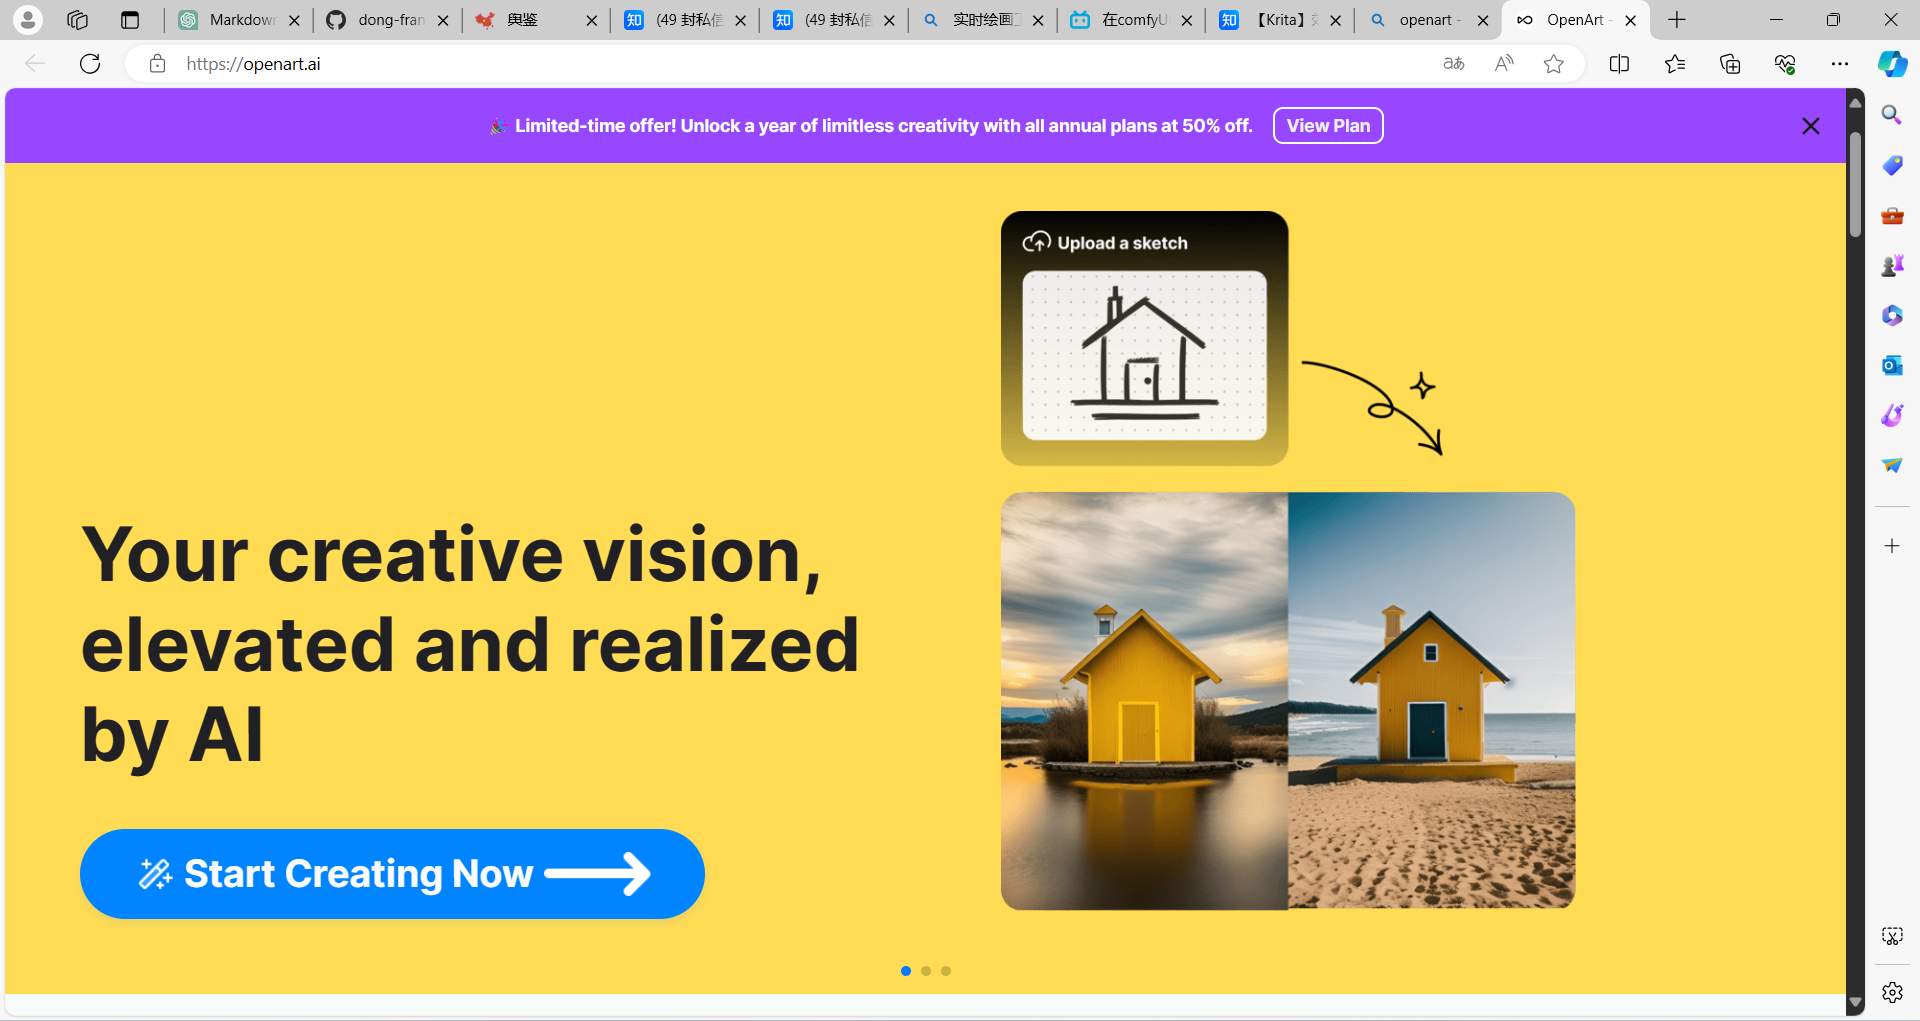 Markdown
dong-fran
舆鉴
(49 封私信
(49 封私信
实时绘画
在comfyU
【Krita】
openart -
OpenArt -
https://openart.ai
🎉 Limited-time offer! Unlock a year of limitless creativity with all annual plans at 50% off.
View Plan
Upload a sketch
Your creative vision,
elevated and realized
by AI
Start Creating Now